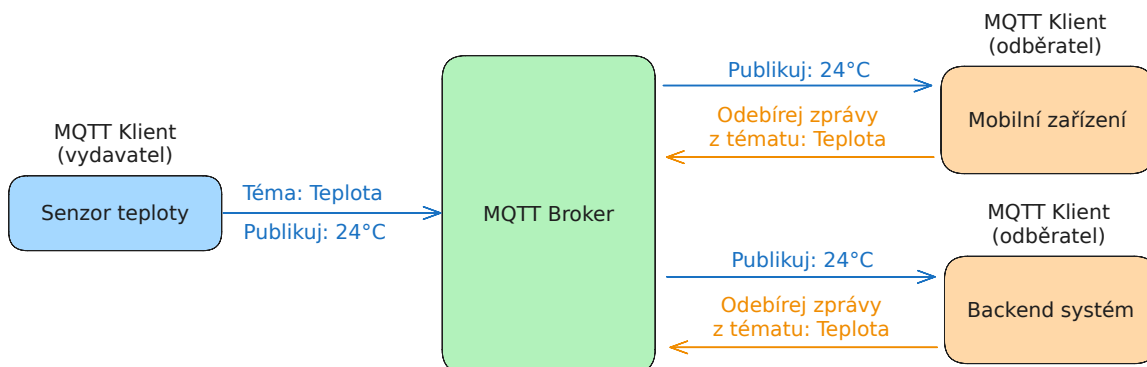 MQTT Klient
(vydavatel)
Senzor teploty
Téma: Teplota
Publikuj: 24°C
MQTT Broker
Publikuj: 24°C
Odebírej zprávy
z tématu: Teplota
MQTT Klient
(odběratel)
Mobilní zařízení
Publikuj: 24°C
Odebírej zprávy
z tématu: Teplota
MQTT Klient
(odběratel)
Backend systém